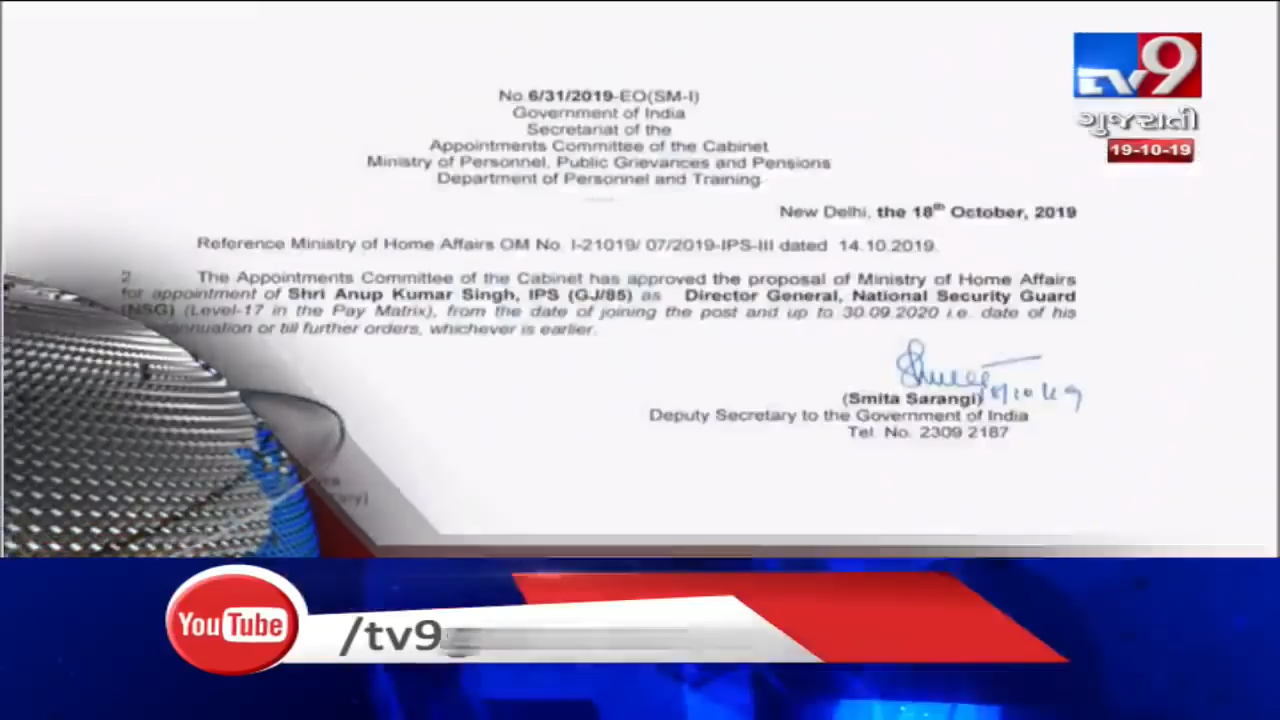 tv9
ગુજરાતી
19-10-19
No.6/31/2019-EO(SM-I)
Government of India
Secretariat of the
Appointments Committee of the Cabinet
Ministry of Personnel, Public Grievances and Pensions
Department of Personnel and Training
New Delhi, the 18th October, 2019
Reference Ministry of Home Affairs OM No. I-21019/ 07/2019-IPS-III dated 14.10.2019.
2. The Appointments Committee of the Cabinet has approved the proposal of Ministry of Home Affairs
for appointment of Shri Anup Kumar Singh, IPS (GJ/85) as Director General, National Security Guard
(NSG) (Level-17 in the Pay Matrix), from the date of joining the post and up to 30.09.2020 i.e. date of his
or till further orders, whichever is earlier.
(Smita Sarangi)
Deputy Secretary to the Government of India
Tel. No. 2309 2187
YouTube
/tv9